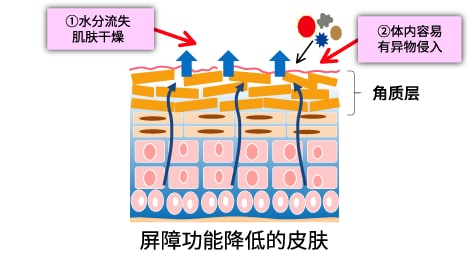 ①水分流失
肌肤干燥
②体内容易
有异物侵入
角质层
屏障功能降低的皮肤